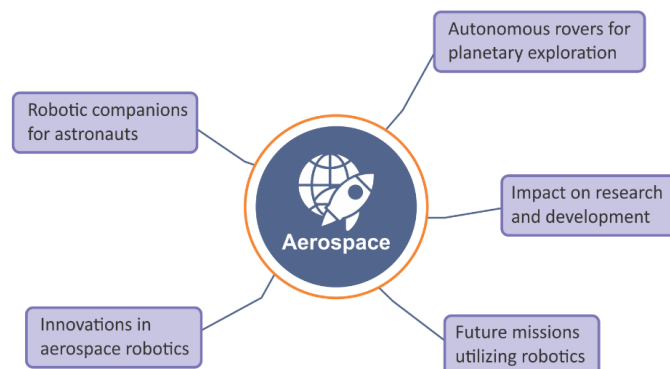 Autonomous rovers for
planetary exploration
Robotic companions
for astronauts
Impact on research
and development
Aerospace
Innovations in
aerospace robotics
Future missions
utilizing robotics